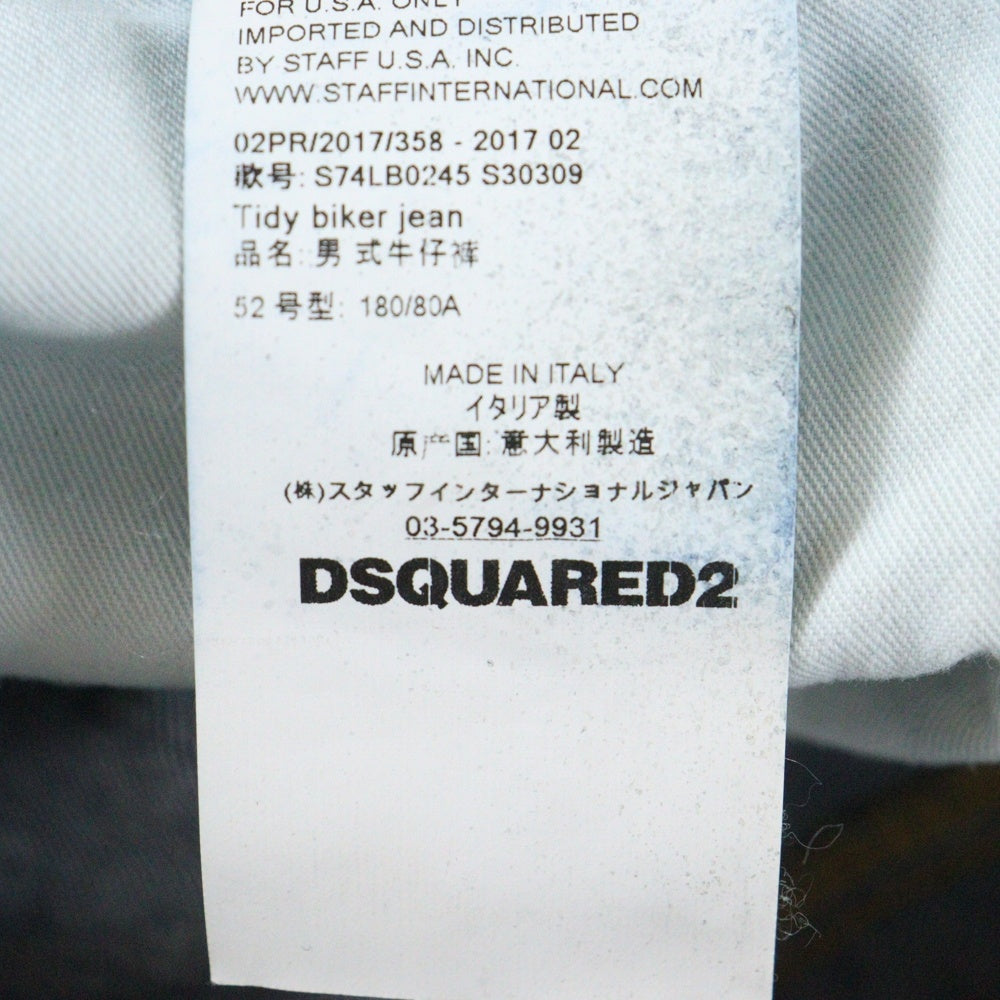 FOR U.S.A. ONLY
IMPORTED AND DISTRIBUTED
BY STAFF U.S.A. INC.
WWW.STAFFINTERNATIONAL.COM
02PR/2017/358 - 2017 02
款号: S74LB0245 S30309
Tidy biker jean
品名: 男 式牛仔裤
52 号型: 180/80A
MADE IN ITALY
イタリア製
原产国: 意大利製造
(株)スタッフインターナショナルジャパン
03-5794-9931
DSQUARED2